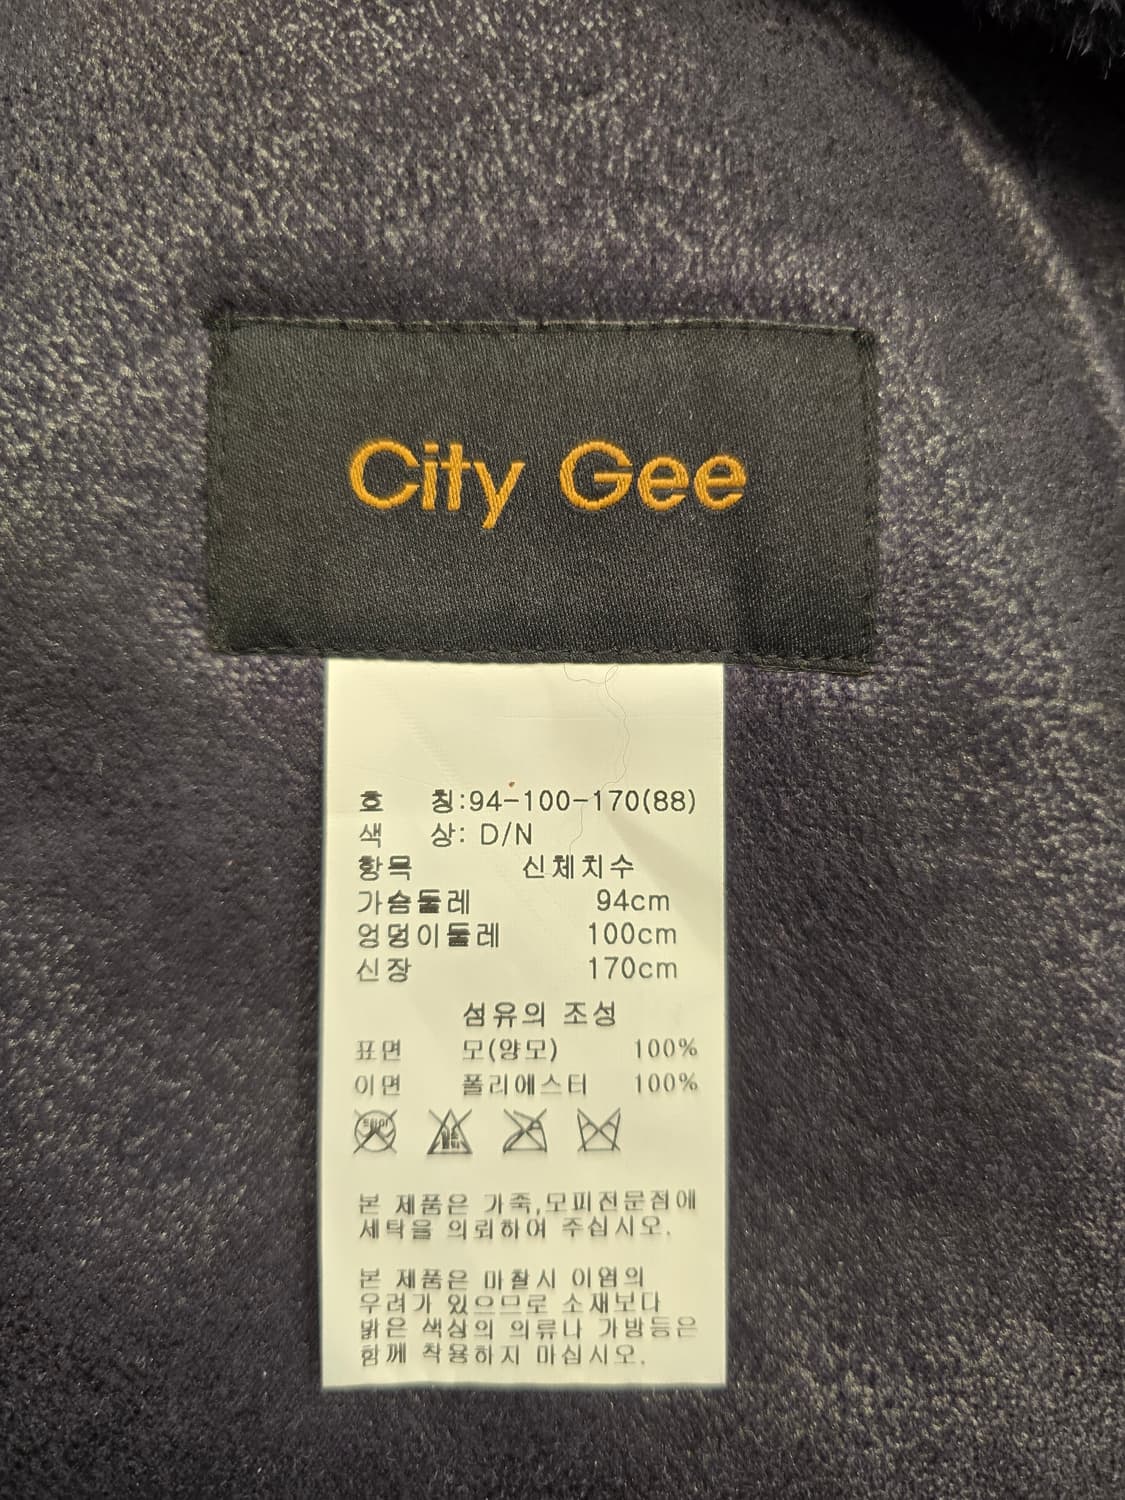 City Gee
호 칭:94-100-170(88)
색 상: D/N
항목 신체치수
가슴둘레 94cm
엉덩이둘레 100cm
신장 170cm
섬유의 조성
표면 모(양모) 100%
이면 폴리에스터 100%
본 제품은 가죽,모피전문점에
세탁을 의뢰하여 주십시오.
본 제품은 마찰시 이염의
우려가 있으므로 소재보다
밝은 색상의 의류나 가방등은
함께 착용하지 마십시오.